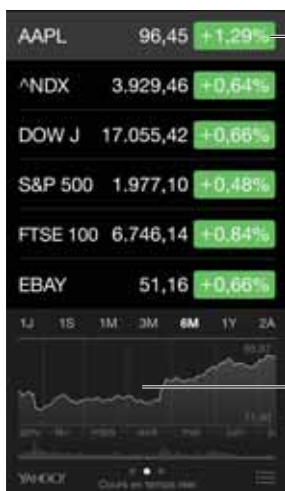 AAPL 96,45 +1,29%
^NDX 3.929,46 +0,64%
DOW J 17.055,42 +0,66%
S&P 500 1.977,10 +0,48%
FTSE 100 6.746,14 +0,84%
EBAY 51,16 +0,66%
1J 1S 1M 3M 6M 1Y 2A
YAHOO!
Cours en temps réel